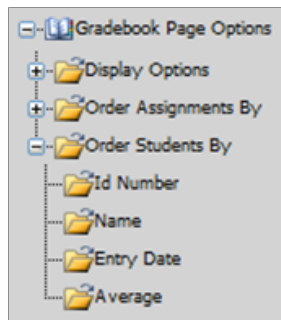 Gradebook Page Options
Display Options
Order Assignments By
Order Students By
Id Number
Name
Entry Date
Average